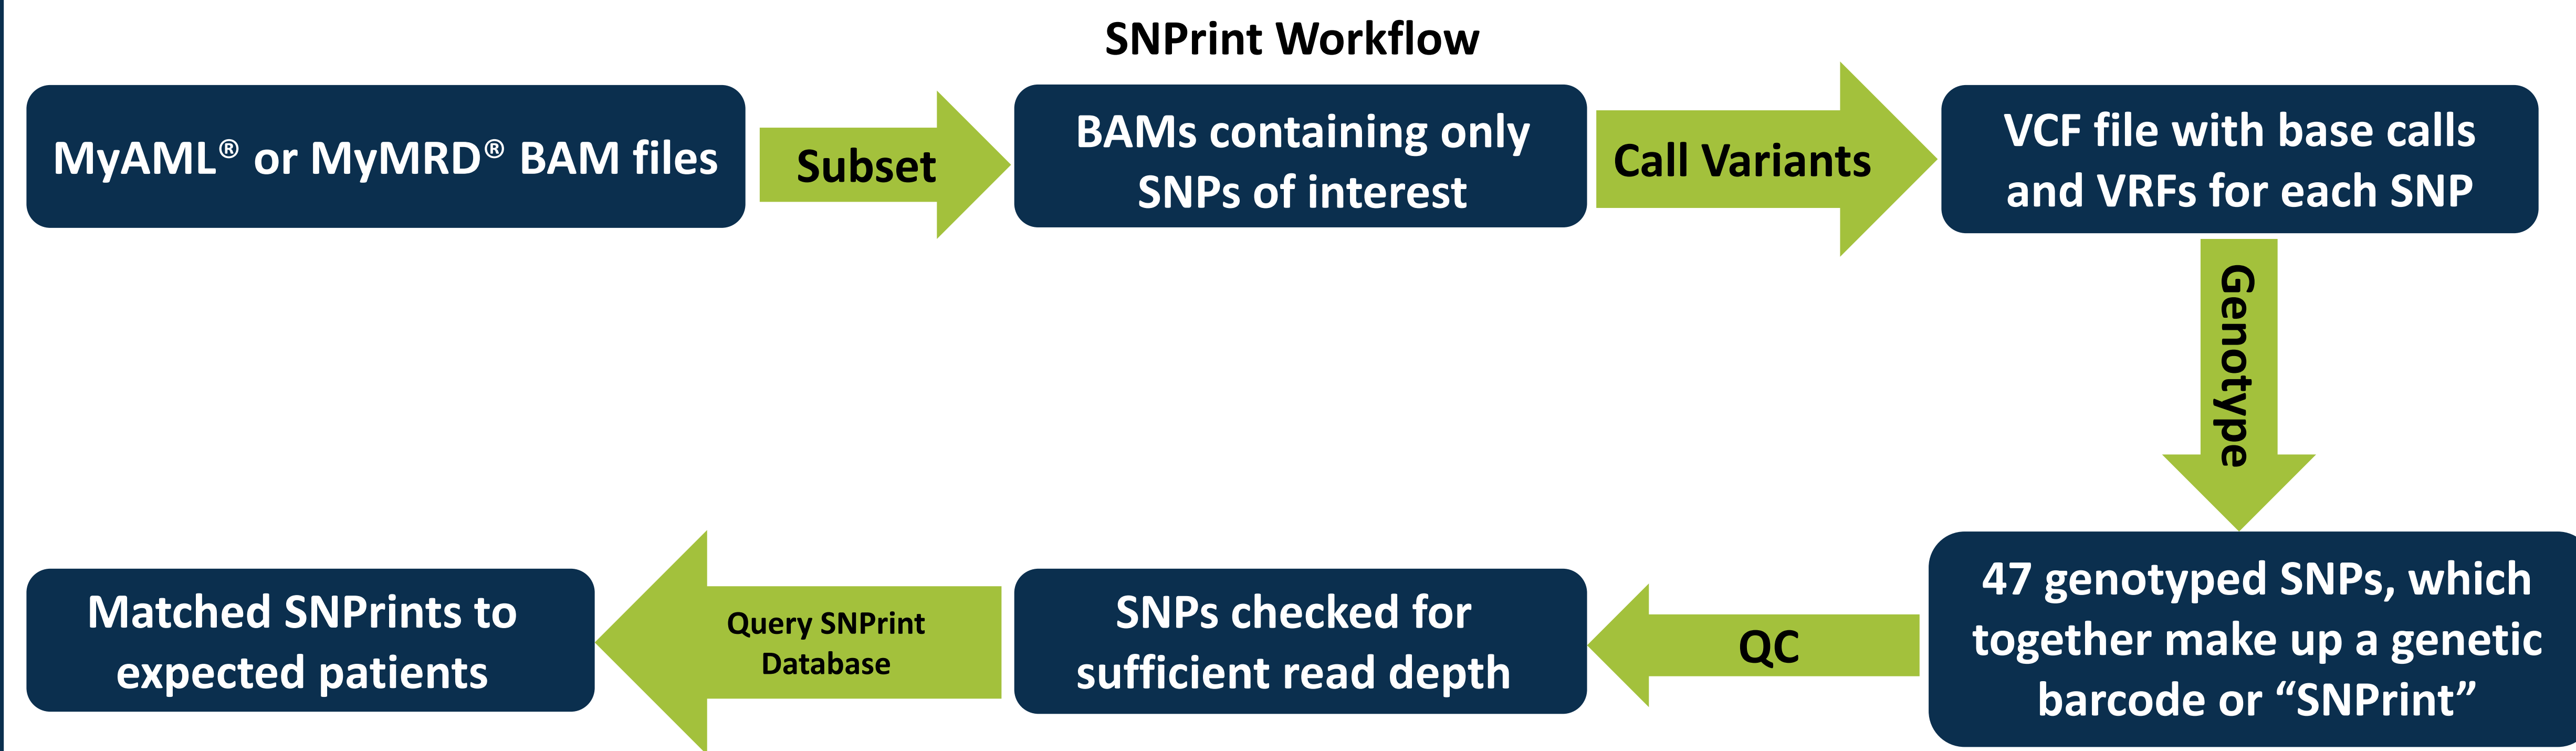 SNPrint Workflow
MyAML® or MyMRD® BAM files
Subset
BAMs containing only
SNPs of interest
Call Variants
VCF file with base calls
and VRFs for each SNP
Genotype
47 genotyped SNPs, which
together make up a genetic
barcode or “SNPrint”
QC
SNPs checked for
sufficient read depth
Query SNPrint
Database
Matched SNPrints to
expected patients